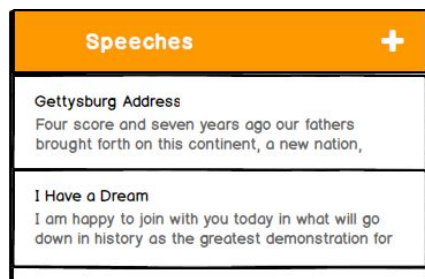 Speeches
Gettysburg Address
Four score and seven years ago our fathers
brought forth on this continent, a new nation,
I Have a Dream
I am happy to join with you today in what will go
down in history as the greatest demonstration for